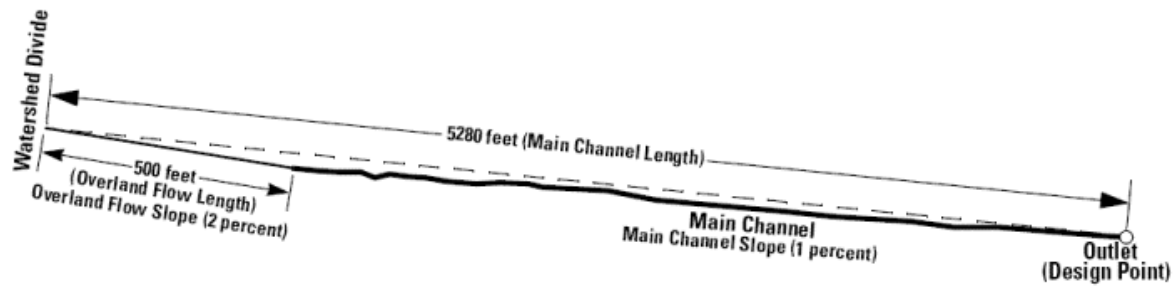 Watershed Divide
5280 feet (Main Channel Length)
500 feet
(Overland Flow Length)
Overland Flow Slope (2 percent)
Main Channel
Main Channel Slope (1 percent)
Outlet
(Design Point)